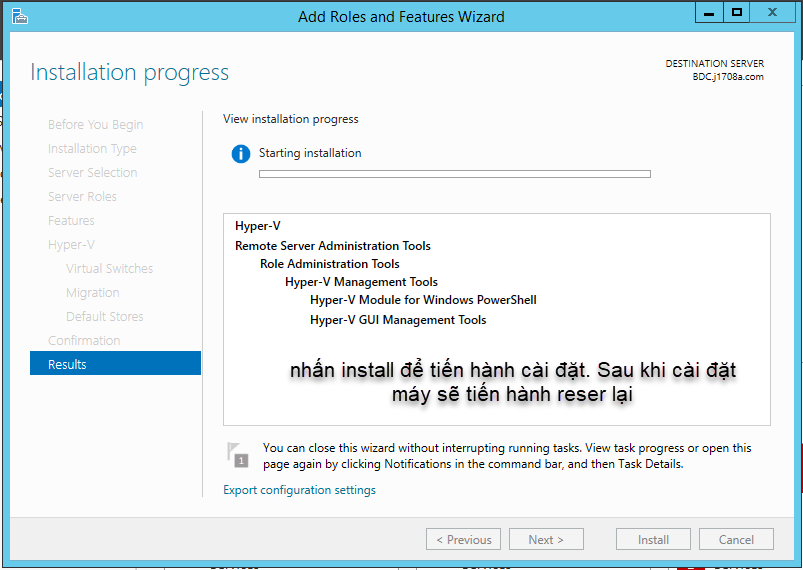 Add Roles and Features Wizard
Installation progress
DESTINATION SERVER
BDC.j1708a.com
Before You Begin
Installation Type
Server Selection
Server Roles
Features
Hyper-V
Virtual Switches
Migration
Default Stores
Confirmation
Results
View installation progress
Starting installation
Hyper-V
Remote Server Administration Tools
Role Administration Tools
Hyper-V Management Tools
Hyper-V Module for Windows PowerShell
Hyper-V GUI Management Tools
nhấn install để tiến hành cài đặt. Sau khi cài đặt
máy sẽ tiến hành reser lại
1
You can close this wizard without interrupting running tasks. View task progress or open this
page again by clicking Notifications in the command bar, and then Task Details.
Export configuration settings
< Previous
Next >
Install
Cancel